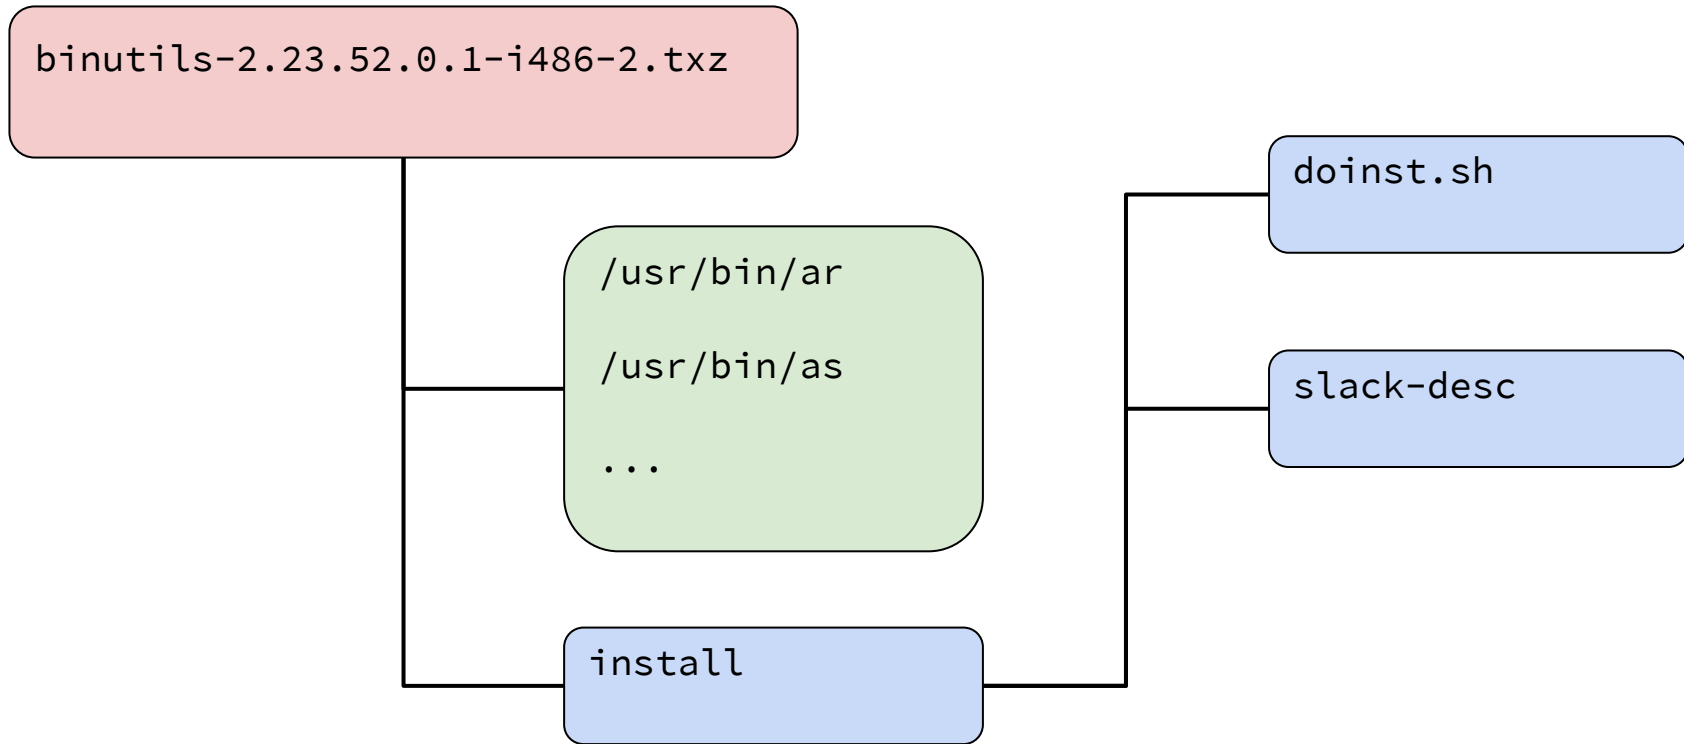 binutils-2.23.52.0.1-i486-2.txz
doinst.sh
/usr/bin/ar
/usr/bin/as
...
slack-desc
install